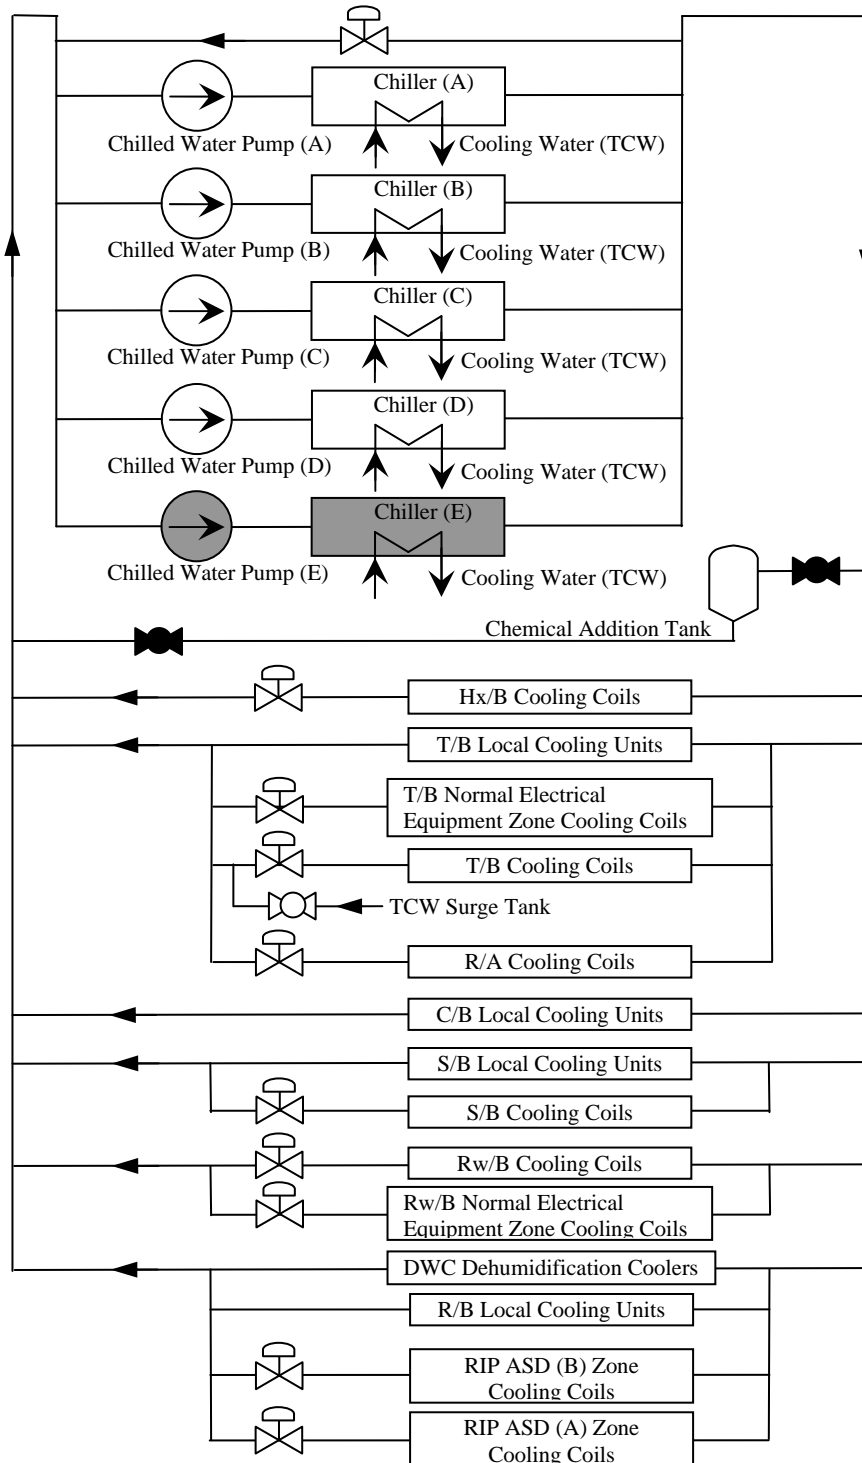 Chiller (A)
Chilled Water Pump (A)
Cooling Water (TCW)
Chiller (B)
Chilled Water Pump (B)
Cooling Water (TCW)
Chiller (C)
Chilled Water Pump (C)
Cooling Water (TCW)
Chiller (D)
Chilled Water Pump (D)
Cooling Water (TCW)
Chiller (E)
Chilled Water Pump (E)
Cooling Water (TCW)
Chemical Addition Tank
Hx/B Cooling Coils
T/B Local Cooling Units
T/B Normal Electrical
Equipment Zone Cooling Coils
T/B Cooling Coils
TCW Surge Tank
R/A Cooling Coils
C/B Local Cooling Units
S/B Local Cooling Units
S/B Cooling Coils
Rw/B Cooling Coils
Rw/B Normal Electrical
Equipment Zone Cooling Coils
DWC Dehumidification Coolers
R/B Local Cooling Units
RIP ASD (B) Zone
Cooling Coils
RIP ASD (A) Zone
Cooling Coils